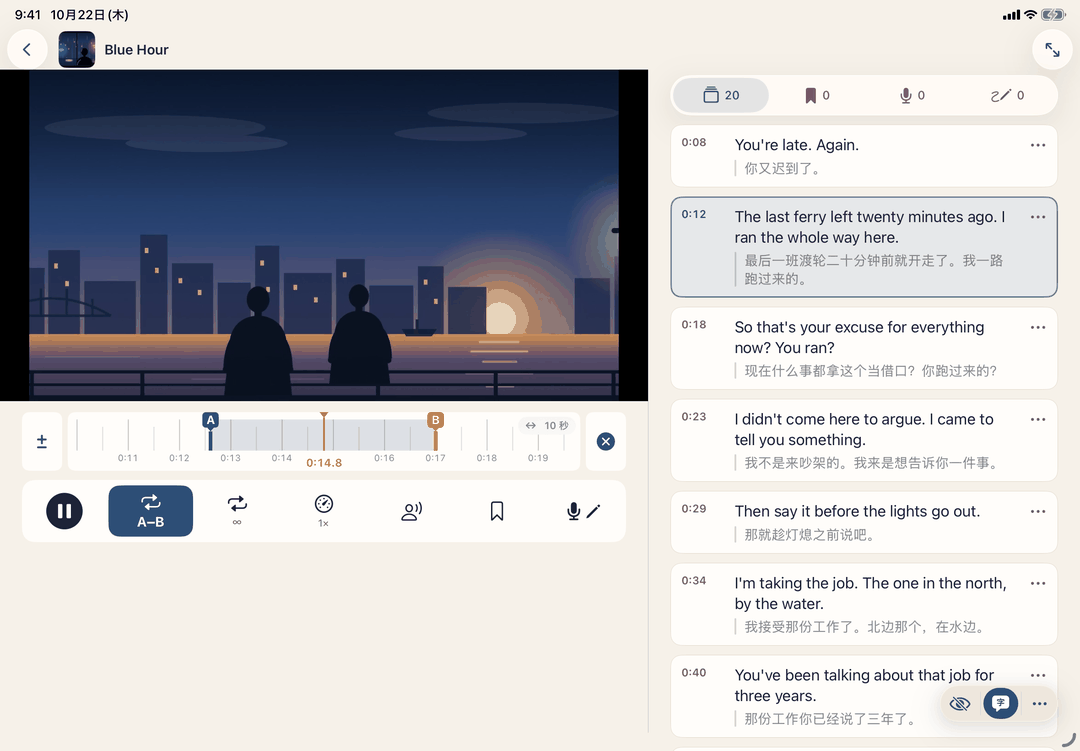 9:41 10月22日(木)
Blue Hour
20 0 0 0
0:08 You're late. Again.
你又迟到了。
0:12 The last ferry left twenty minutes ago. I
ran the whole way here.
最后一班渡轮二十分钟前就开走了。我一路
跑过来的。
0:18 So that's your excuse for everything
now? You ran?
现在什么事都拿这个当借口？你跑过来的？
0:23 I didn't come here to argue. I came to
tell you something.
我不是来吵架的。我来是想告诉你一件事。
0:29 Then say it before the lights go out.
那就趁灯熄之前说吧。
0:34 I'm taking the job. The one in the north,
by the water.
我接受那份工作了。北边那个，在水边。
0:40 You've been talking about that job for
three years.
那份工作你已经说了三年了。
字
A B
10 秒
±
0:11 0:12 0:13 0:14 0:14.8 0:16 0:17 0:18 0:19
A–B
∞
1×